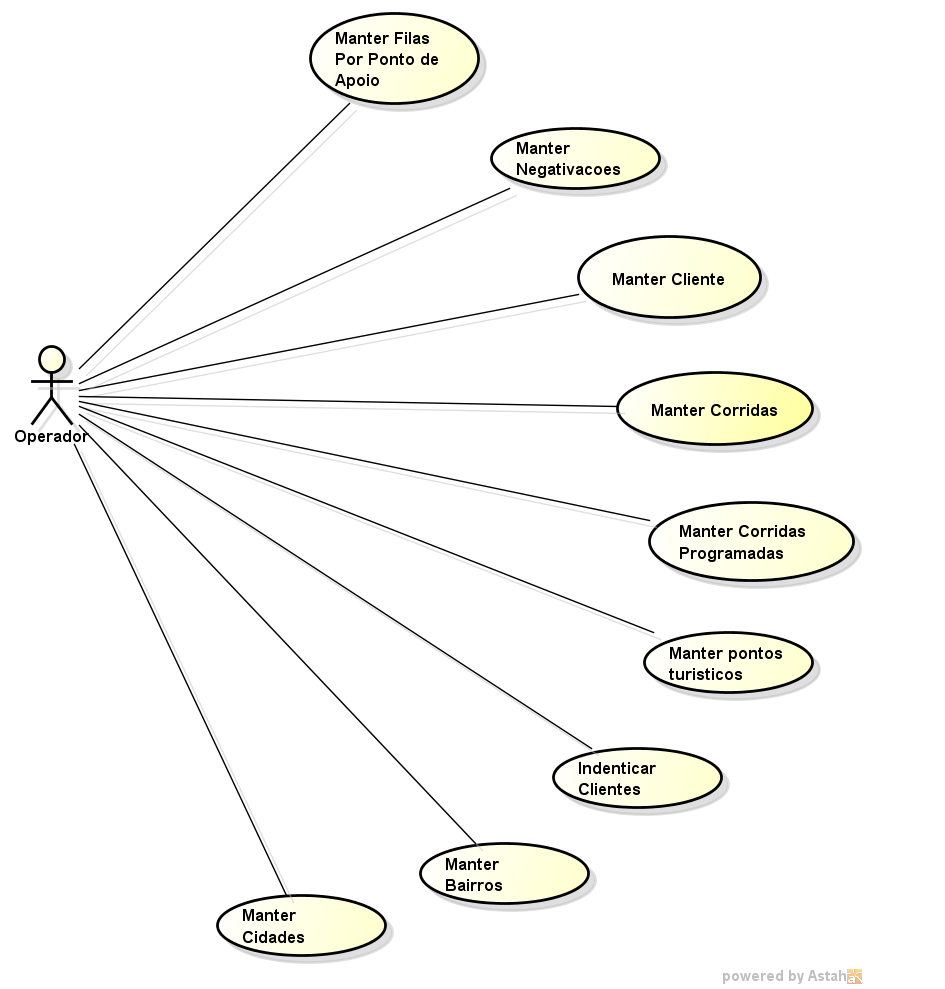 Manter Filas
Por Ponto de
Apoio
Manter
Negativacoes
Manter Cliente
Manter Corridas
Operador
Manter Corridas
Programadas
Manter pontos
turisticos
Indenticar
Clientes
Manter
Bairros
Manter
Cidades
powered by Astah